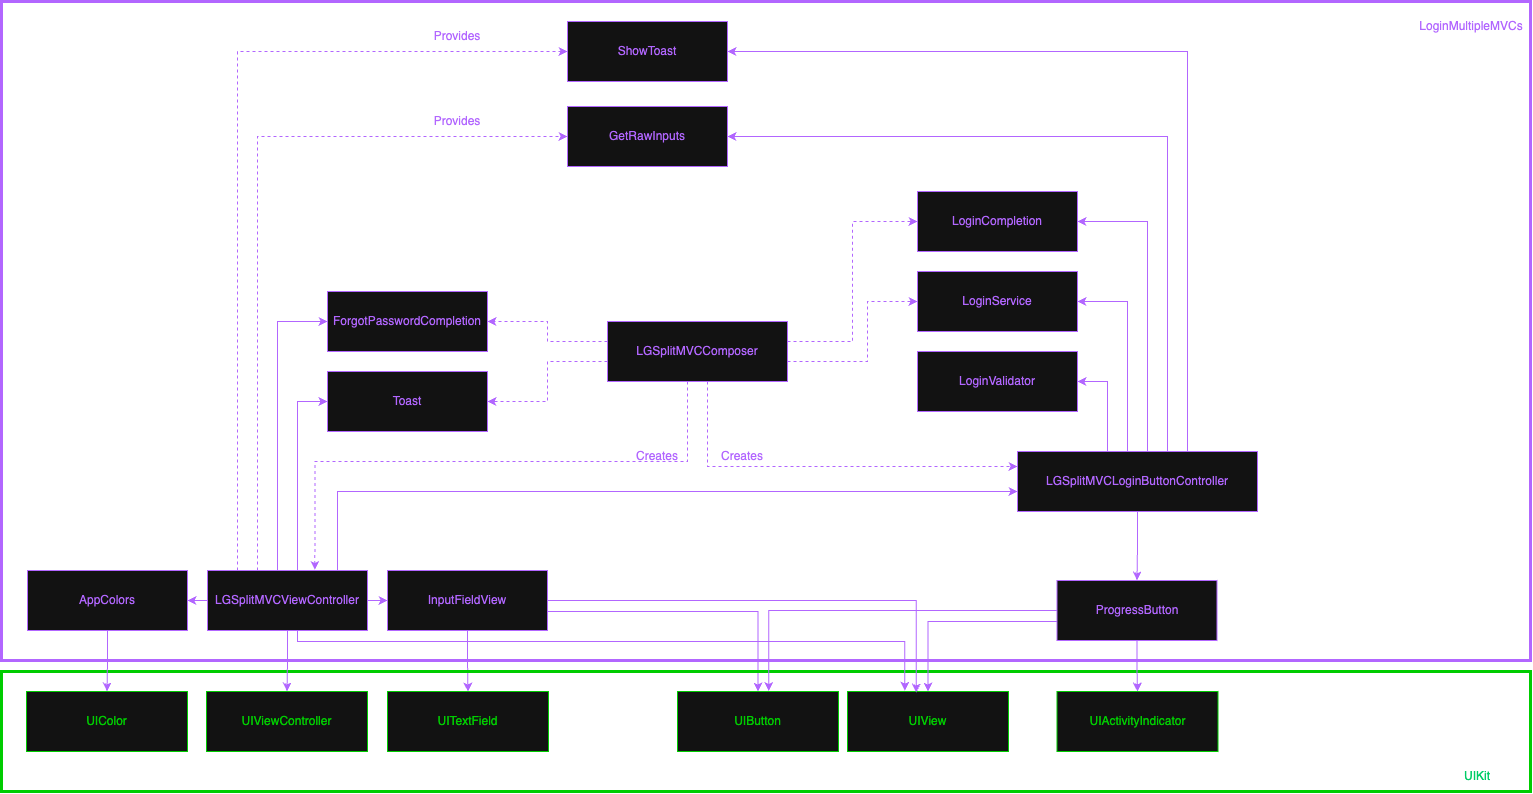 LoginMultipleMVCs
Provides
ShowToast
Provides
GetRawInputs
LoginCompletion
LoginService
ForgotPasswordCompletion
LGSplitMVCComposer
LoginValidator
Toast
Creates
Creates
LGSplitMVCLoginButtonController
AppColors
LGSplitMVCViewController
InputFieldView
ProgressButton
UIColor
UIViewController
UITextField
UIButton
UIView
UIActivityIndicator
UIKit